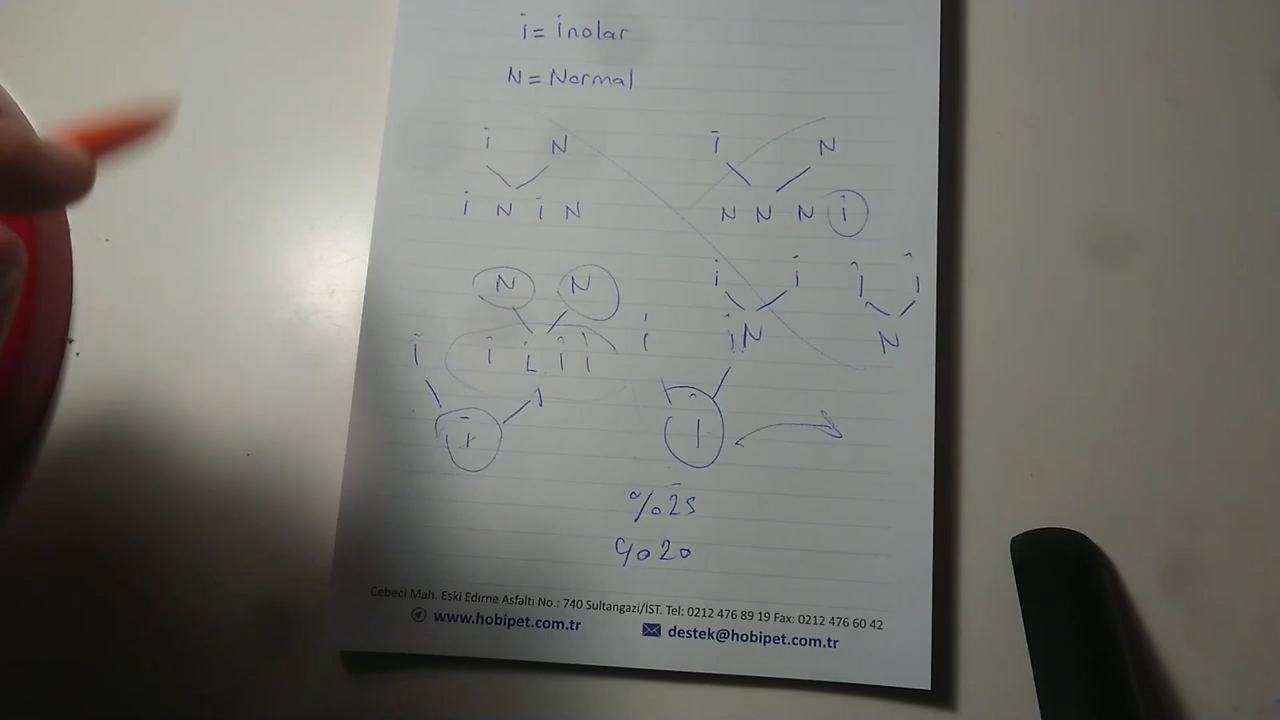 i = inolar
N = Normal
i N
i N i N
i N
N N N i
N N
i i
i i
i
i i i i
i
i N
N
i
i
%25
%20
Cebeci Mah. Eski Edirne Asfaltı No.: 740 Sultangazi/İST. Tel: 0212 476 89 19 Fax: 0212 476 60 42
www.hobipet.com.tr
destek@hobipet.com.tr